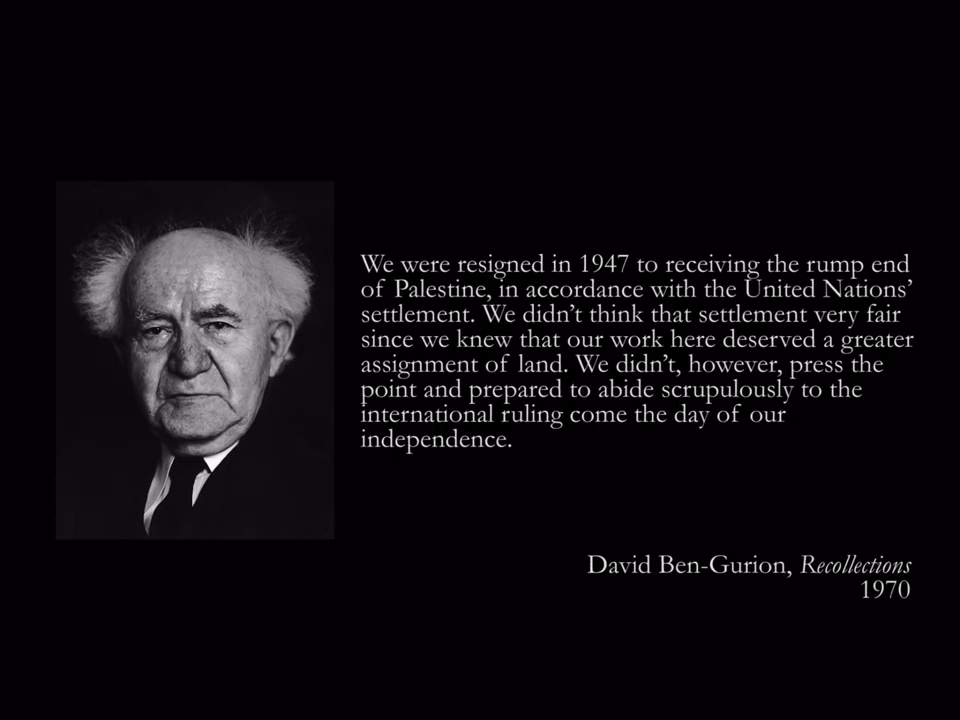 We were resigned in 1947 to receiving the rump end
of Palestine, in accordance with the United Nations’
settlement. We didn’t think that settlement very fair
since we knew that our work here deserved a greater
assignment of land. We didn’t, however, press the
point and prepared to abide scrupulously to the
international ruling come the day of our
independence.
David Ben-Gurion, Recollections
1970